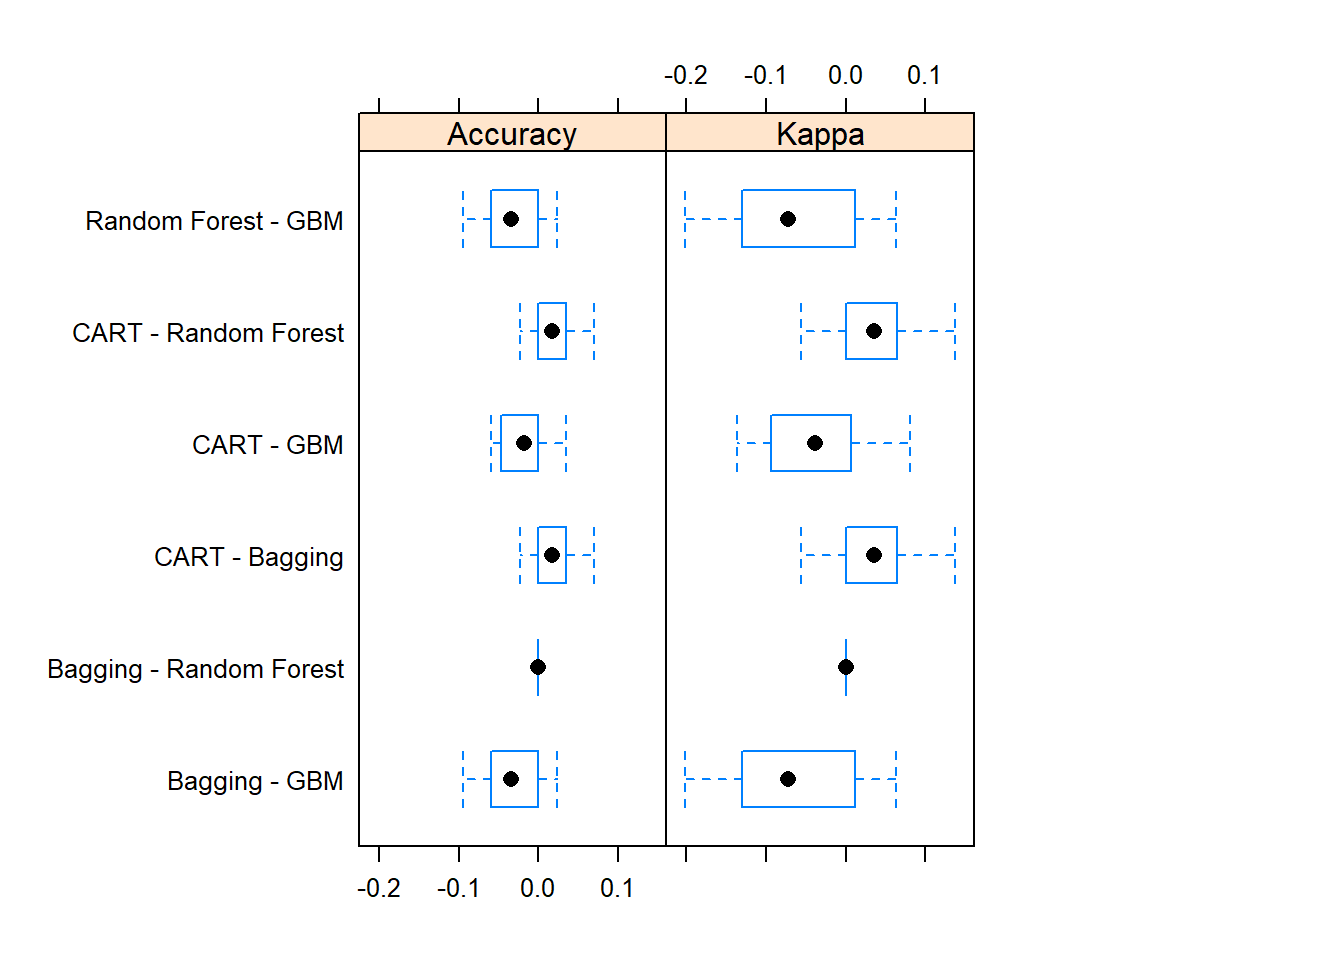 -0.2 -0.1 0.0 0.1
Accuracy Kappa
Random Forest - GBM
CART - Random Forest
CART - GBM
CART - Bagging
Bagging - Random Forest
Bagging - GBM
-0.2 -0.1 0.0 0.1